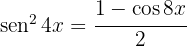 sen² 4x = (1 − cos 8x) / 2